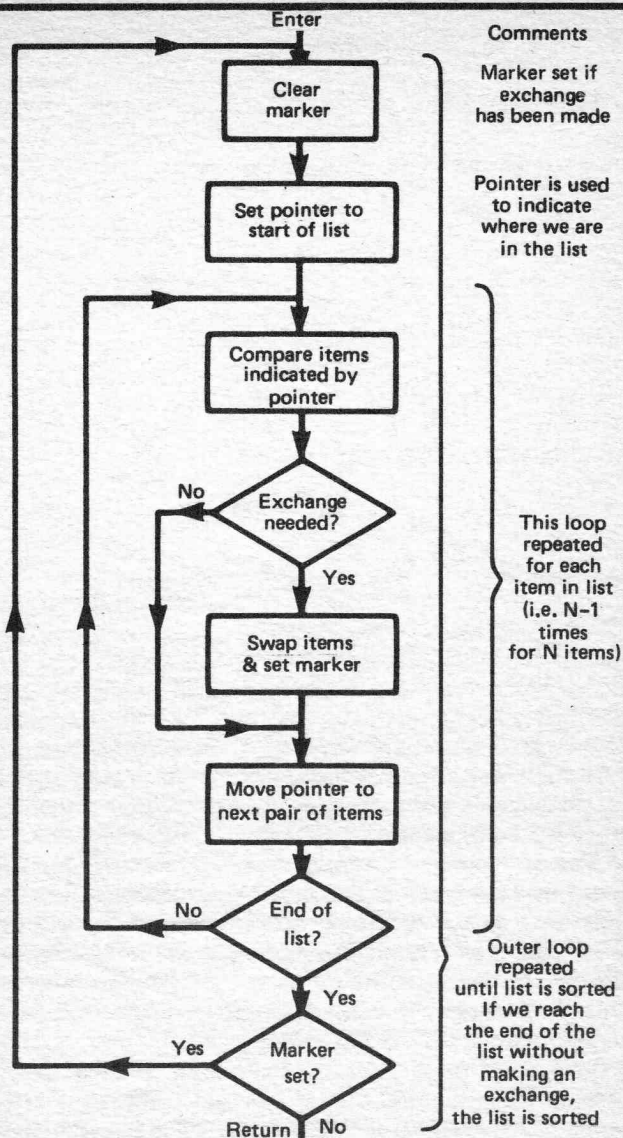 Enter
Comments
Clear
marker
Marker set if
exchange
has been made
Set pointer to
start of list
Pointer is used
to indicate
where we are
in the list
Compare items
indicated by
pointer
No
Exchange
needed?
Yes
Swap items
& set marker
This loop
repeated
for each
item in list
(i.e. N-1
times
for N items)
Move pointer to
next pair of items
No
End of
list?
Yes
Yes
Marker
set?
Return
No
Outer loop
repeated
until list is sorted
If we reach
the end of the
list without
making an
exchange,
the list is sorted